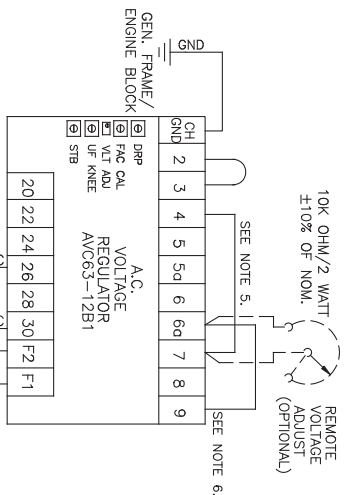 10K OHM/2 WATT
±10% OF NOM.
REMOTE
VOLTAGE
ADJUST
(OPTIONAL)
GND
GEN. FRAME/
ENGINE BLOCK
SEE NOTE 5.
SEE NOTE 6.
CH
GND
2
3
4
5
5a
6
6a
7
8
9
DRP
FAC CAL
VLT ADJ
UF KNEE
STB
A.C.
VOLTAGE
REGULATOR
AVC63-12B1
20
22
24
26
28
30
F2
F1